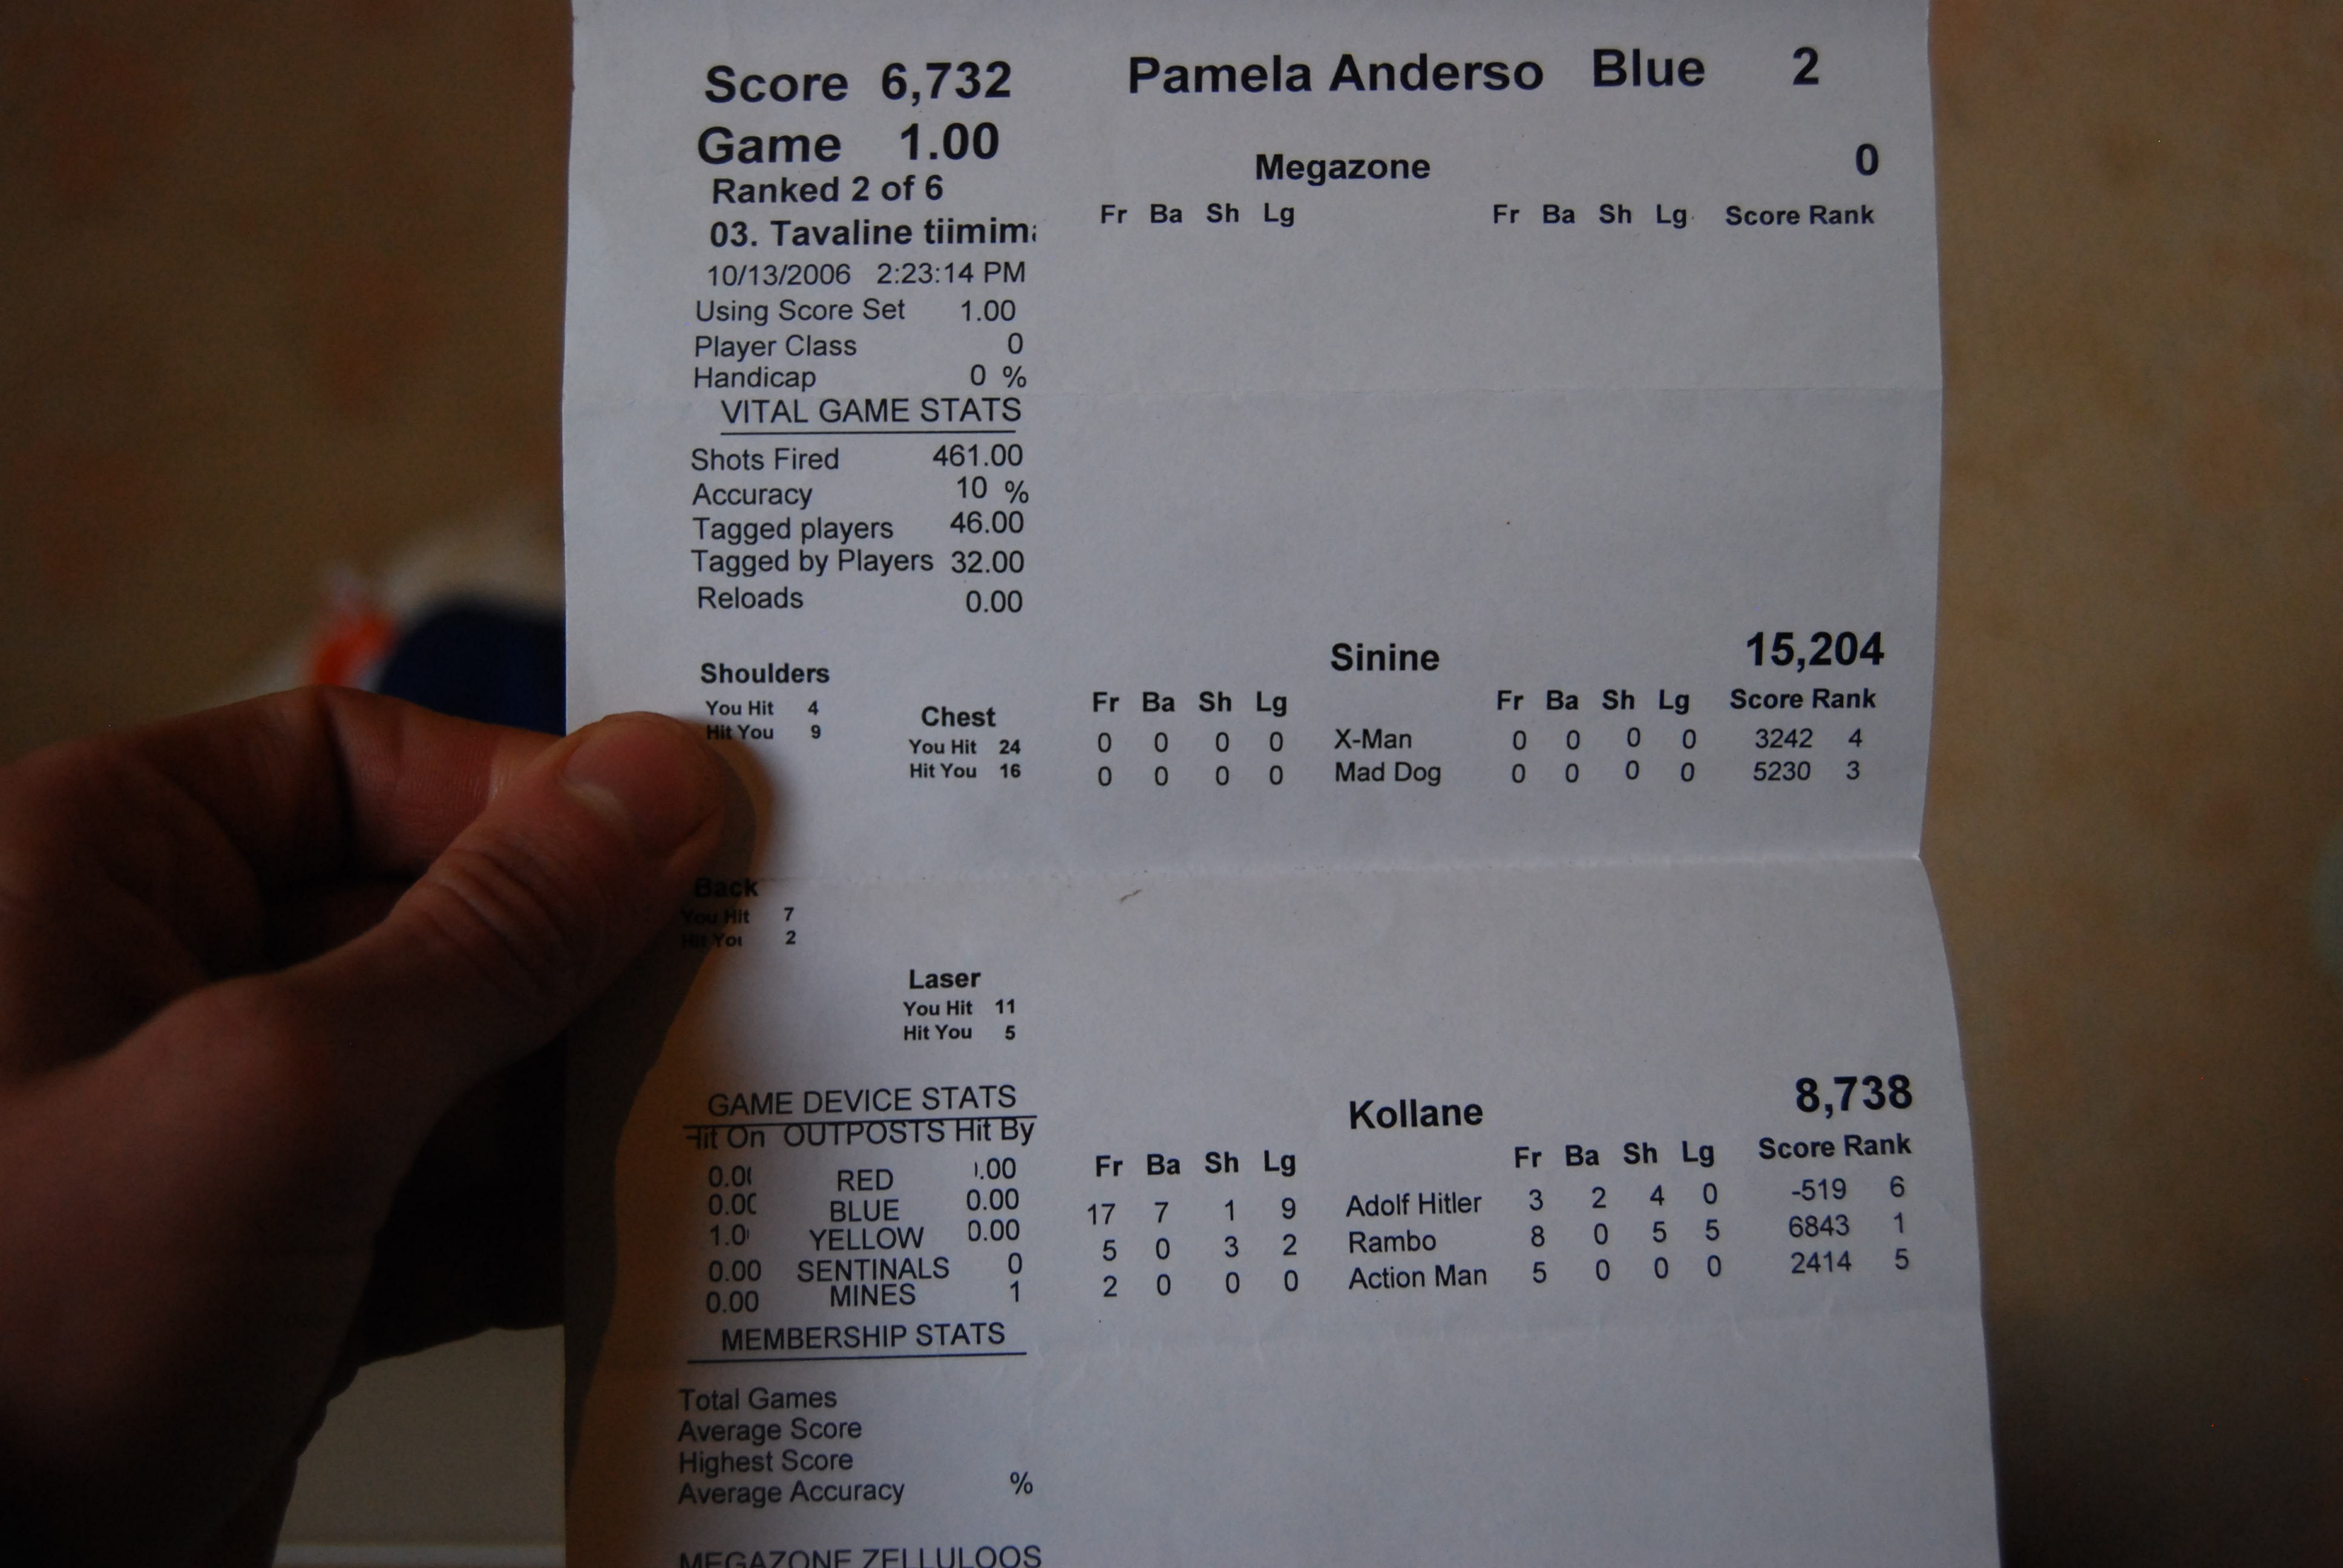 Score 6,732 Pamela Anderso Blue 2
Game 1.00
Megazone 0
Ranked 2 of 6
Fr Ba Sh Lg Fr Ba Sh Lg Score Rank
03. Tavaline tiimim
10/13/2006 2:23:14 PM
Using Score Set 1.00
Player Class 0
Handicap 0 %
VITAL GAME STATS
Shots Fired 461.00
Accuracy 10 %
Tagged players 46.00
Tagged by Players 32.00
Reloads 0.00
Sinine 15,204
Shoulders
Fr Ba Sh Lg Fr Ba Sh Lg Score Rank
You Hit 4
Chest
Hit You 9
You Hit 24 0 0 0 0 X-Man 0 0 0 0 3242 4
Hit You 16 0 0 0 0 Mad Dog 0 0 0 0 5230 3
Back
You Hit 7
Hit You 2
Laser
You Hit 11
Hit You 5
GAME DEVICE STATS
Kollane 8,738
Hit On OUTPOSTS Hit By
Fr Ba Sh Lg Fr Ba Sh Lg Score Rank
0.0 RED .00
0.0 BLUE 0.00 17 7 1 9 Adolf Hitler 3 2 4 0 -519 6
1.0 YELLOW 0.00 5 0 3 2 Rambo 8 0 5 5 6843 1
0.00 SENTINALS 0 2 0 0 0 Action Man 5 0 0 0 2414 5
0.00 MINES 1
MEMBERSHIP STATS
Total Games
Average Score
Highest Score
Average Accuracy %
MEGAZONE ZELLULOOS